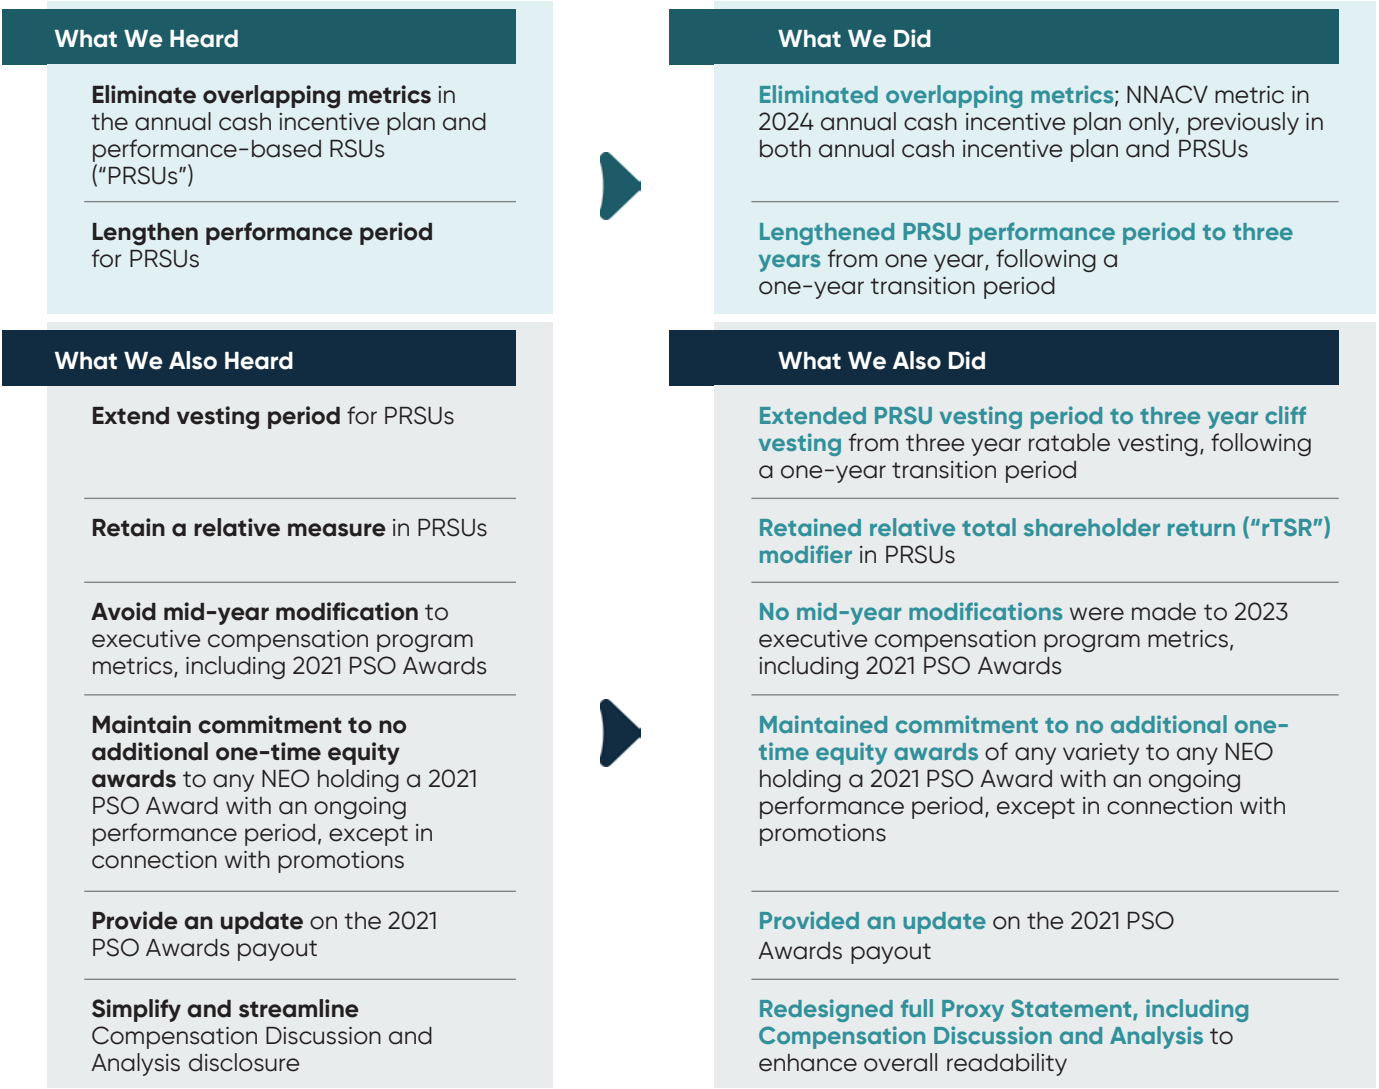 What We Heard
What We Did
Eliminate overlapping metrics in
the annual cash incentive plan and
performance-based RSUs
(“PRSUs”)
Eliminated overlapping metrics; NNACV metric in
2024 annual cash incentive plan only, previously in
both annual cash incentive plan and PRSUs
Lengthen performance period
for PRSUs
Lengthened PRSU performance period to three
years from one year, following a
one-year transition period
What We Also Heard
What We Also Did
Extend vesting period for PRSUs
Extended PRSU vesting period to three year cliff
vesting from three year ratable vesting, following
a one-year transition period
Retain a relative measure in PRSUs
Retained relative total shareholder return (“rTSR”)
modifier in PRSUs
Avoid mid-year modification to
executive compensation program
metrics, including 2021 PSO Awards
No mid-year modifications were made to 2023
executive compensation program metrics,
including 2021 PSO Awards
Maintain commitment to no
additional one-time equity
awards to any NEO holding a 2021
PSO Award with an ongoing
performance period, except in
connection with promotions
Maintained commitment to no additional one-
time equity awards of any variety to any NEO
holding a 2021 PSO Award with an ongoing
performance period, except in connection with
promotions
Provide an update on the 2021
PSO Awards payout
Provided an update on the 2021 PSO
Awards payout
Simplify and streamline
Compensation Discussion and
Analysis disclosure
Redesigned full Proxy Statement, including
Compensation Discussion and Analysis to
enhance overall readability